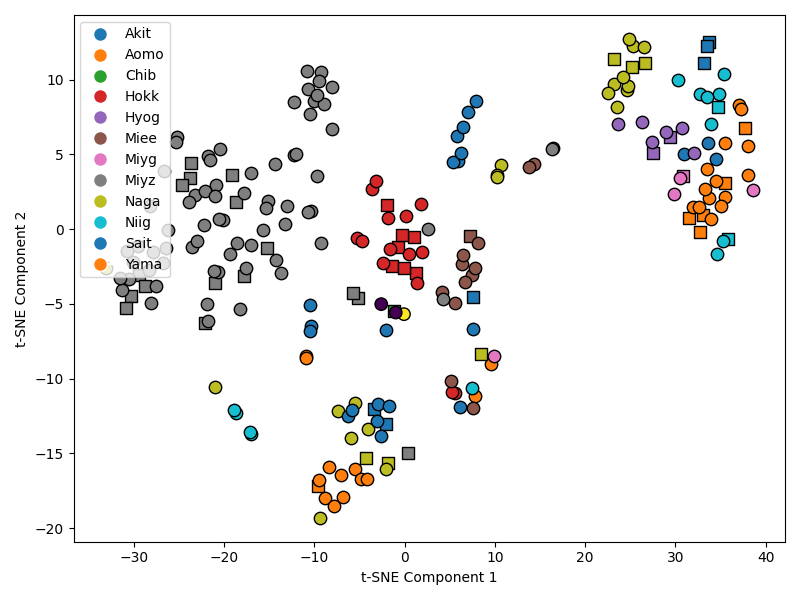 Akit
Aomo
Chib
Hokk
Hyog
Miee
Miyg
Miyz
Naga
Niig
Sait
Yama
10
5
0
−5
−10
−15
−20
t-SNE Component 2
−30 −20 −10 0 10 20 30 40
t-SNE Component 1